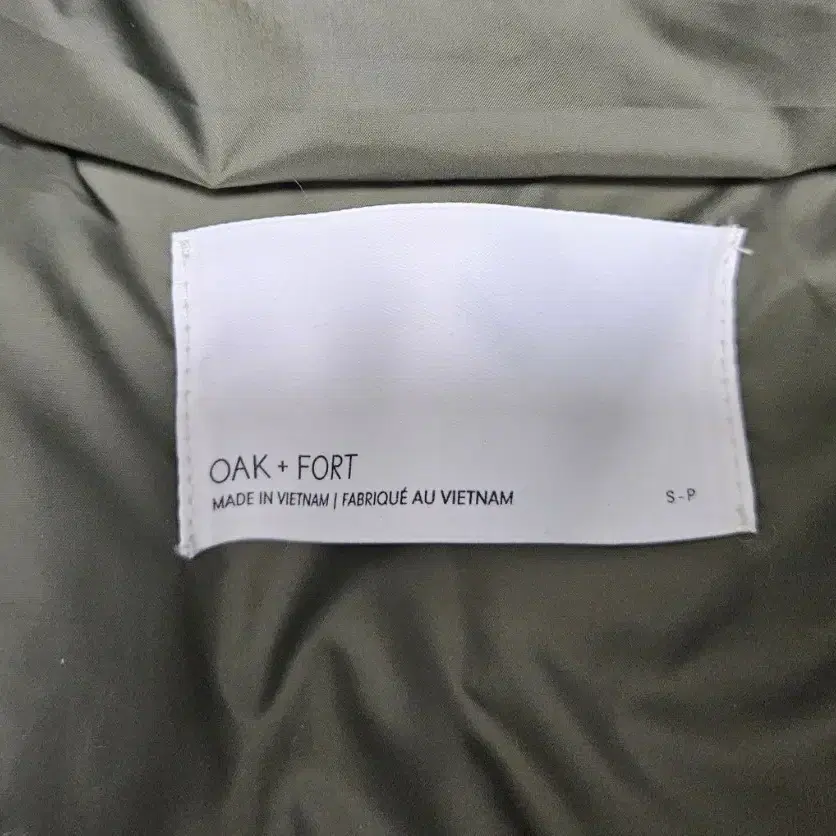 OAK + FORT
MADE IN VIETNAM | FABRIQUÉ AU VIETNAM
S-P